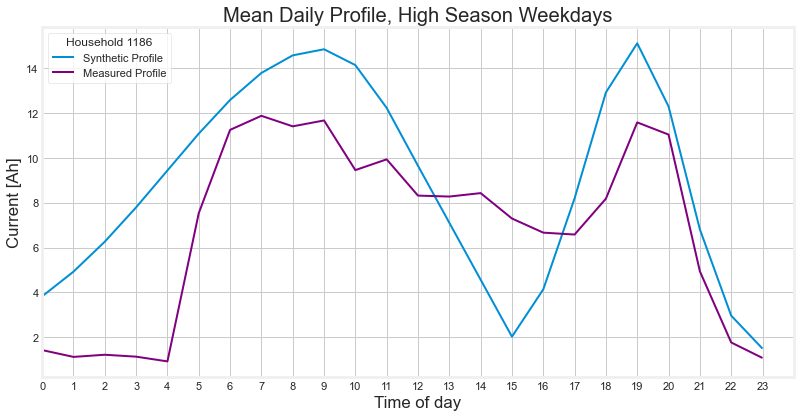 Mean Daily Profile, High Season Weekdays
Household 1186
Synthetic Profile
Measured Profile
Current [Ah]
14
12
10
8
6
4
2
0 1 2 3 4 5 6 7 8 9 10 11 12 13 14 15 16 17 18 19 20 21 22 23
Time of day